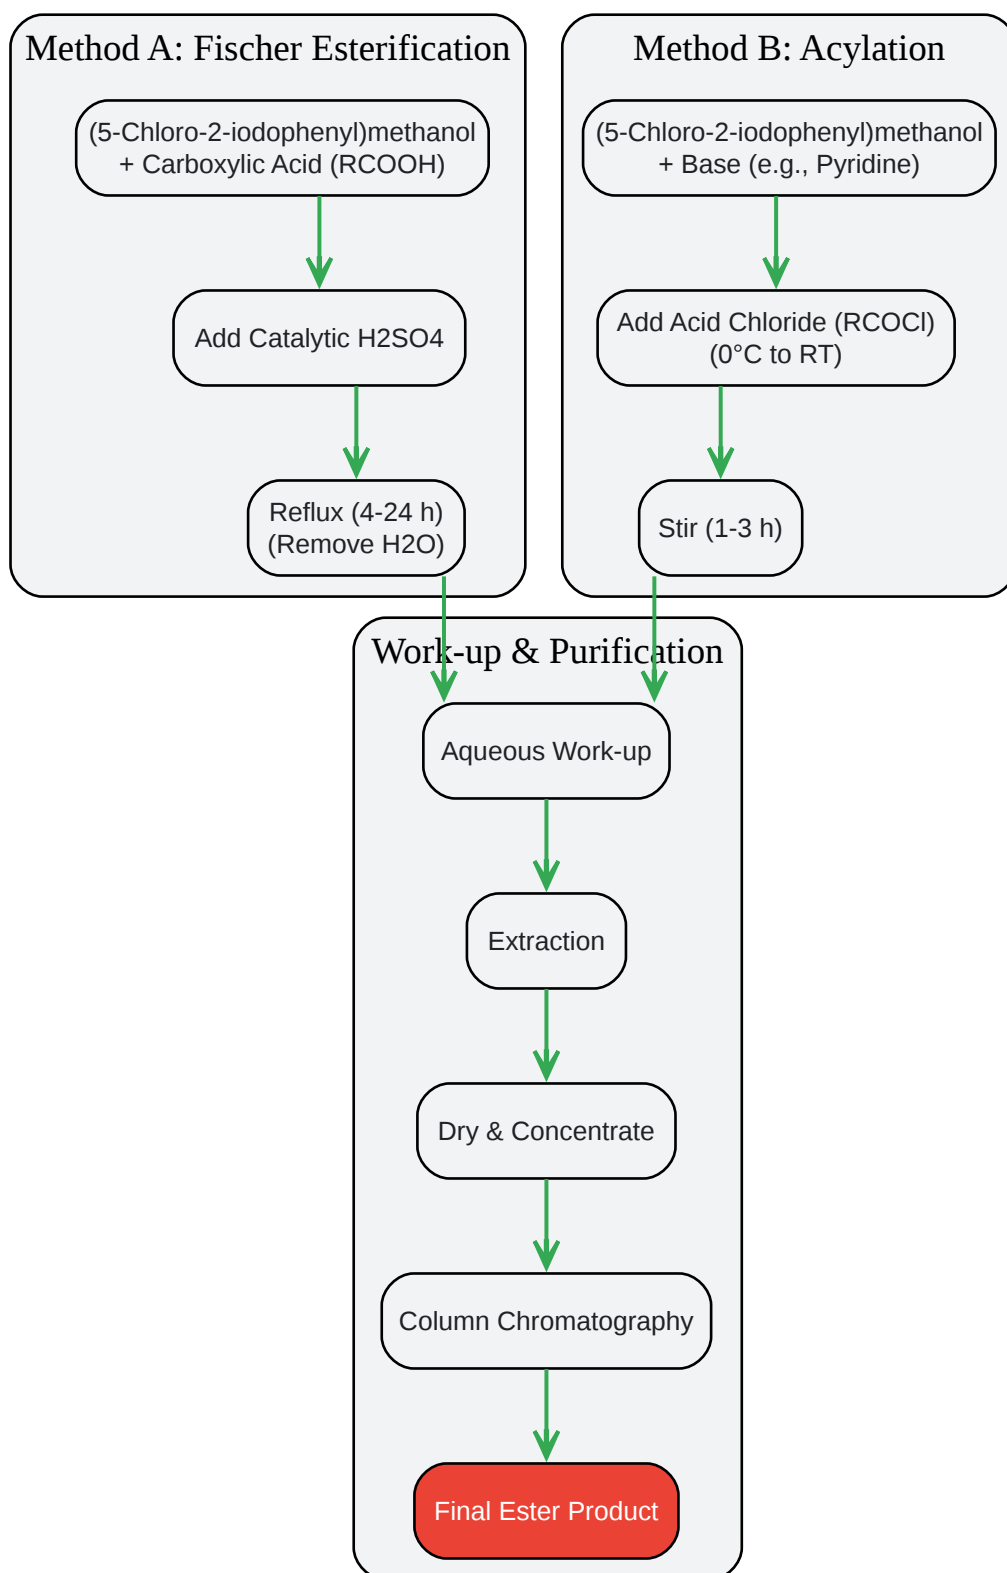 Method A: Fischer Esterification
(5-Chloro-2-iodophenyl)methanol
+ Carboxylic Acid (RCOOH)
Add Catalytic H2SO4
Reflux (4-24 h)
(Remove H2O)
Method B: Acylation
(5-Chloro-2-iodophenyl)methanol
+ Base (e.g., Pyridine)
Add Acid Chloride (RCOCl)
(0°C to RT)
Stir (1-3 h)
Work-up & Purification
Aqueous Work-up
Extraction
Dry & Concentrate
Column Chromatography
Final Ester Product